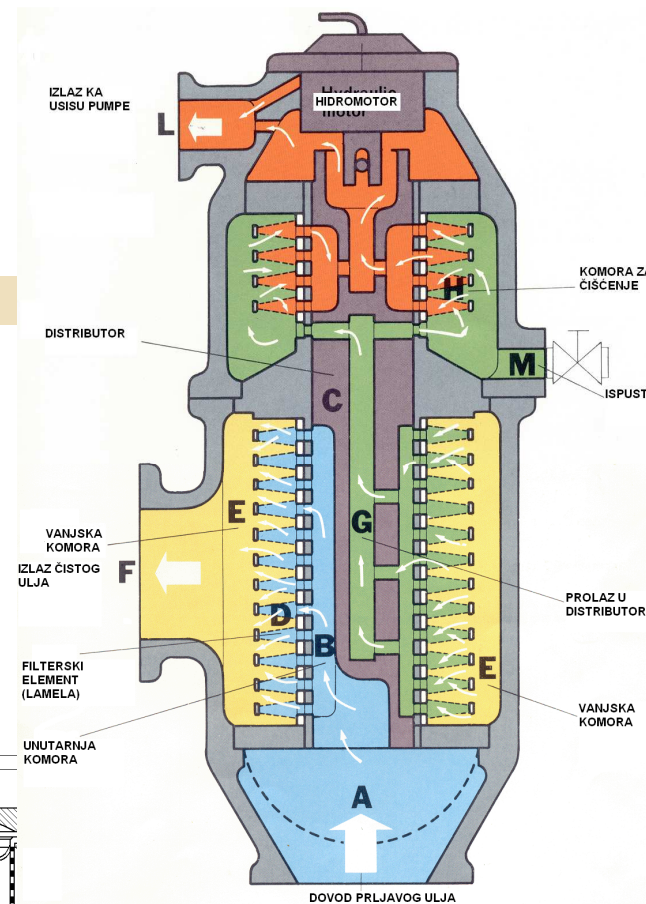 IZLAZ KA
USISU PUMPE
L
Hydraulic
motor
HIDROMOTOR
KOMORA ZA
ČIŠĆENJE
H
DISTRIBUTOR
M
ISPUST
C
E
VANJSKA
KOMORA
G
IZLAZ ČISTOG
ULJA
F
PROLAZ U
DISTRIBUTOR
D
B
E
FILTERSKI
ELEMENT
(LAMELA)
VANJSKA
KOMORA
UNUTARNJA
KOMORA
A
DOVOD PRLJAVOG ULJA